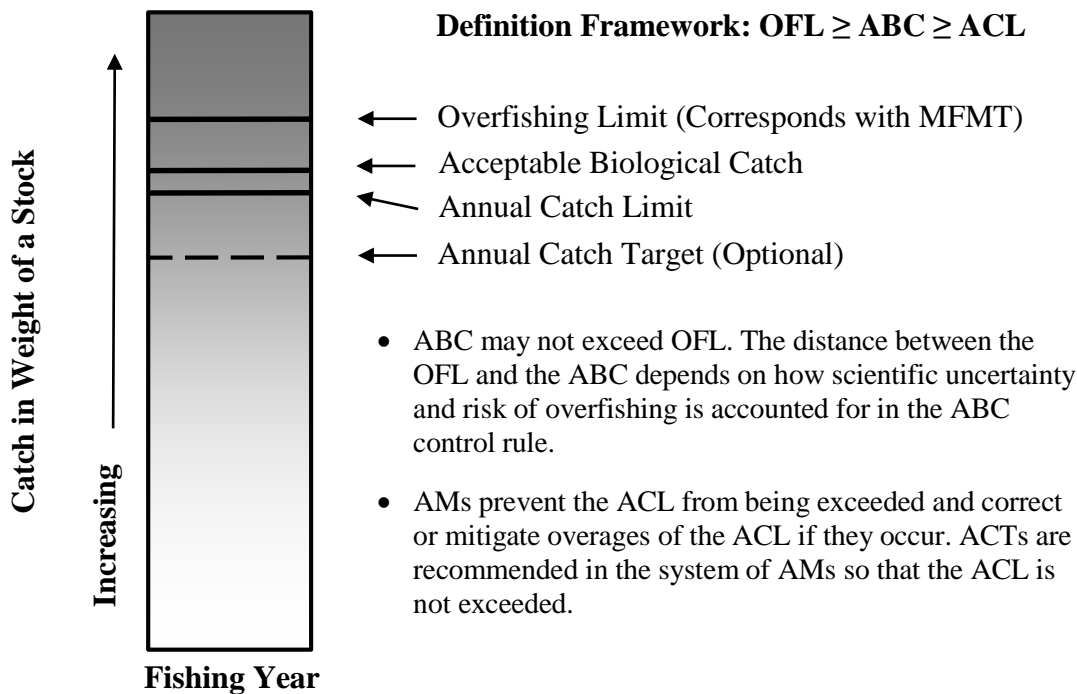 Definition Framework: OFL ≥ ABC ≥ ACL
Catch in Weight of a Stock
Increasing
Overfishing Limit (Corresponds with MFMT)
Acceptable Biological Catch
Annual Catch Limit
Annual Catch Target (Optional)
• ABC may not exceed OFL. The distance between the
OFL and the ABC depends on how scientific uncertainty
and risk of overfishing is accounted for in the ABC
control rule.
• AMs prevent the ACL from being exceeded and correct
or mitigate overages of the ACL if they occur. ACTs are
recommended in the system of AMs so that the ACL is
not exceeded.
Fishing Year